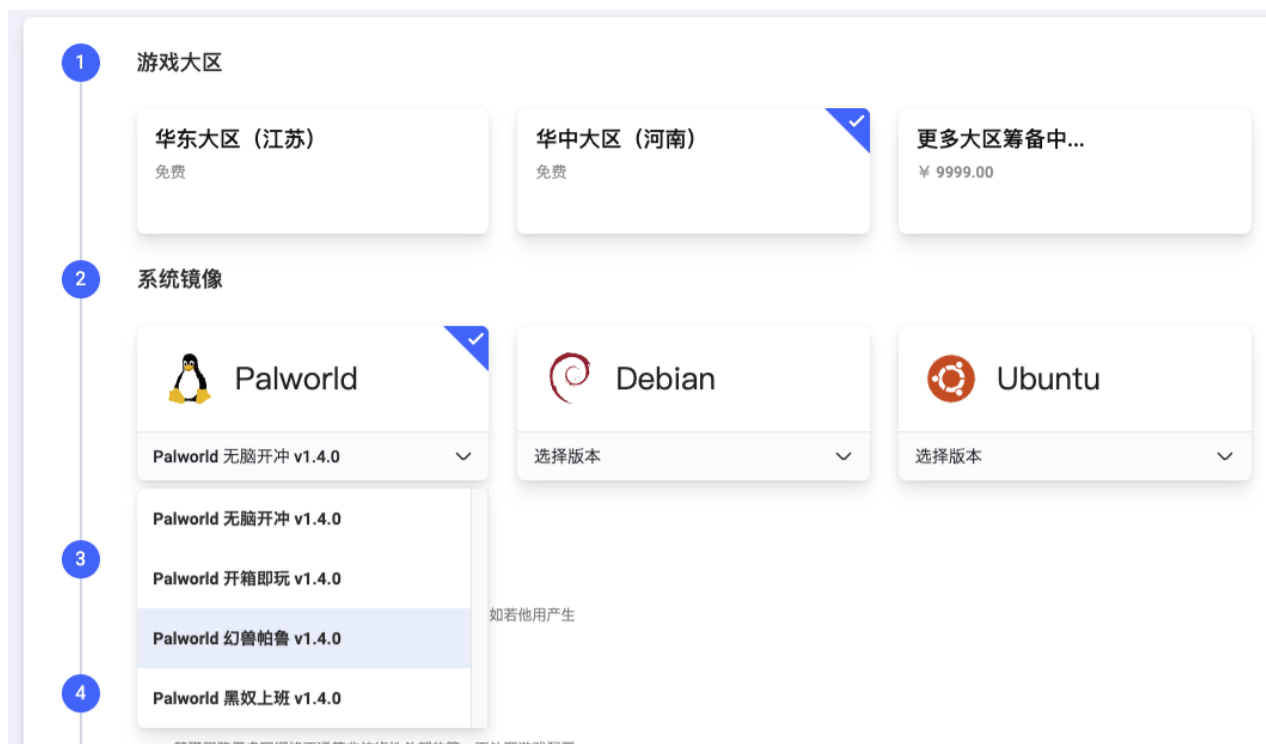 1
游戏大区
华东大区（江苏）
免费
华中大区（河南）
免费
更多大区筹备中...
￥ 9999.00
2
系统镜像
Palworld
Debian
Ubuntu
Palworld 无脑开冲 v1.4.0
选择版本
选择版本
Palworld 无脑开冲 v1.4.0
3
Palworld 开箱即玩 v1.4.0
如若他用产生
Palworld 幻兽帕鲁 v1.4.0
4
Palworld 黑奴上班 v1.4.0